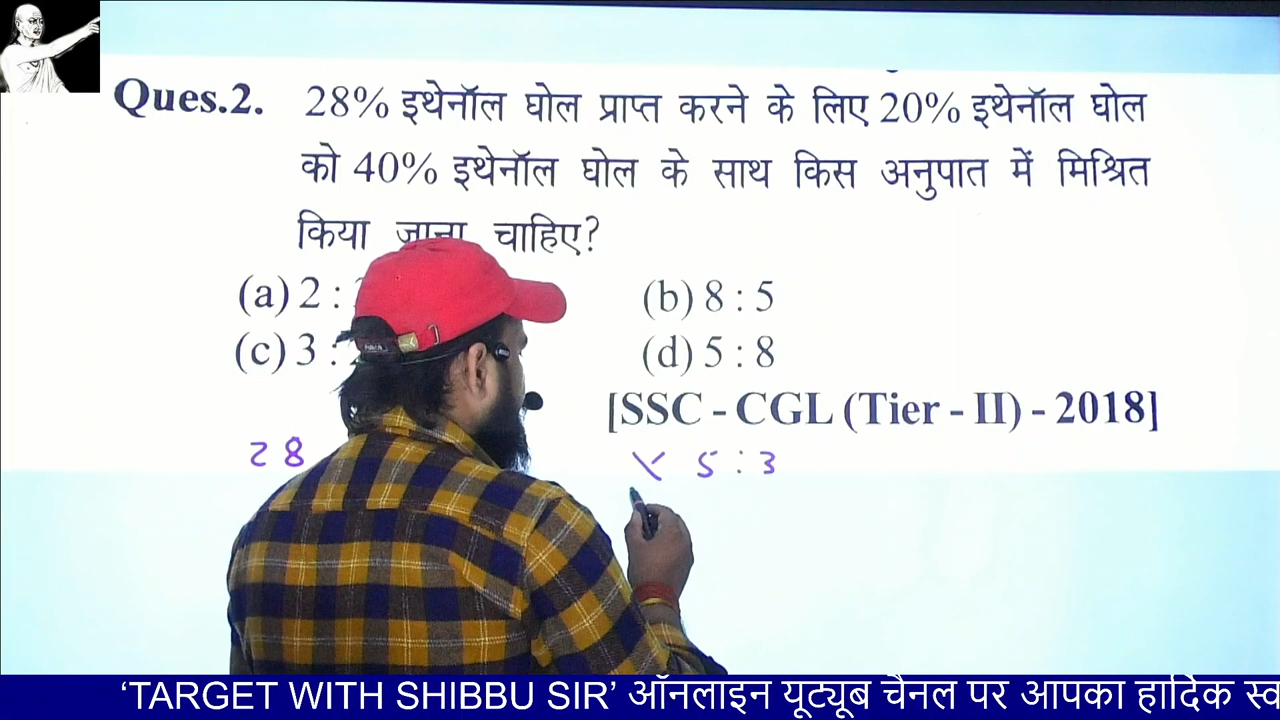 Ques.2. 28% इथेनॉल घोल प्राप्त करने के लिए 20% इथेनॉल घोल
को 40% इथेनॉल घोल के साथ किस अनुपात में मिश्रित
किया जाना चाहिए?
(a) 2 : (b) 8 : 5
(c) 3 : (d) 5 : 8
[SSC - CGL (Tier - II) - 2018]
28 5 : 3
‘TARGET WITH SHIBBU SIR’ ऑनलाइन यूट्यूब चैनल पर आपका हार्दिक स्व